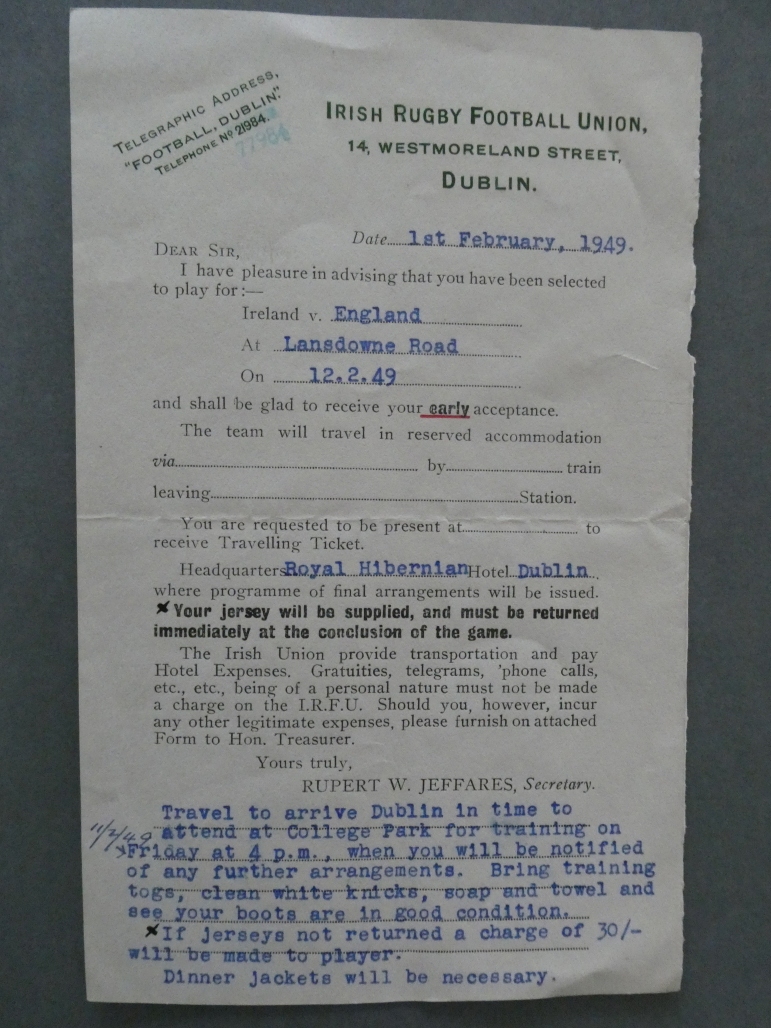 TELEGRAPHIC ADDRESS,
"FOOTBALL, DUBLIN".
TELEPHONE No 21984.
77984
IRISH RUGBY FOOTBALL UNION,
14, WESTMORELAND STREET,
DUBLIN.
Date 1st February, 1949.
DEAR SIR,
I have pleasure in advising that you have been selected
to play for:—
Ireland v. England
At Lansdowne Road
On 12.2.49
and shall be glad to receive your early acceptance.
The team will travel in reserved accommodation
via.................... by.................... train
leaving....................Station.
You are requested to be present at.................... to
receive Travelling Ticket.
Headquarters Royal Hibernian Hotel Dublin
where programme of final arrangements will be issued.
✗ Your jersey will be supplied, and must be returned
immediately at the conclusion of the game.
The Irish Union provide transportation and pay
Hotel Expenses. Gratuities, telegrams, 'phone calls,
etc., etc., being of a personal nature must not be made
a charge on the I.R.F.U. Should you, however, incur
any other legitimate expenses, please furnish on attached
Form to Hon. Treasurer.
Yours truly,
RUPERT W. JEFFARES, Secretary.
Travel to arrive Dublin in time to
attend at College Park for training on
11/2/49
Friday at 4 p.m., when you will be notified
of any further arrangements. Bring training
togs, clean white knicks, soap and towel and
see your boots are in good condition.
✗ If jerseys not returned a charge of 30/-
will be made to player.
Dinner jackets will be necessary.